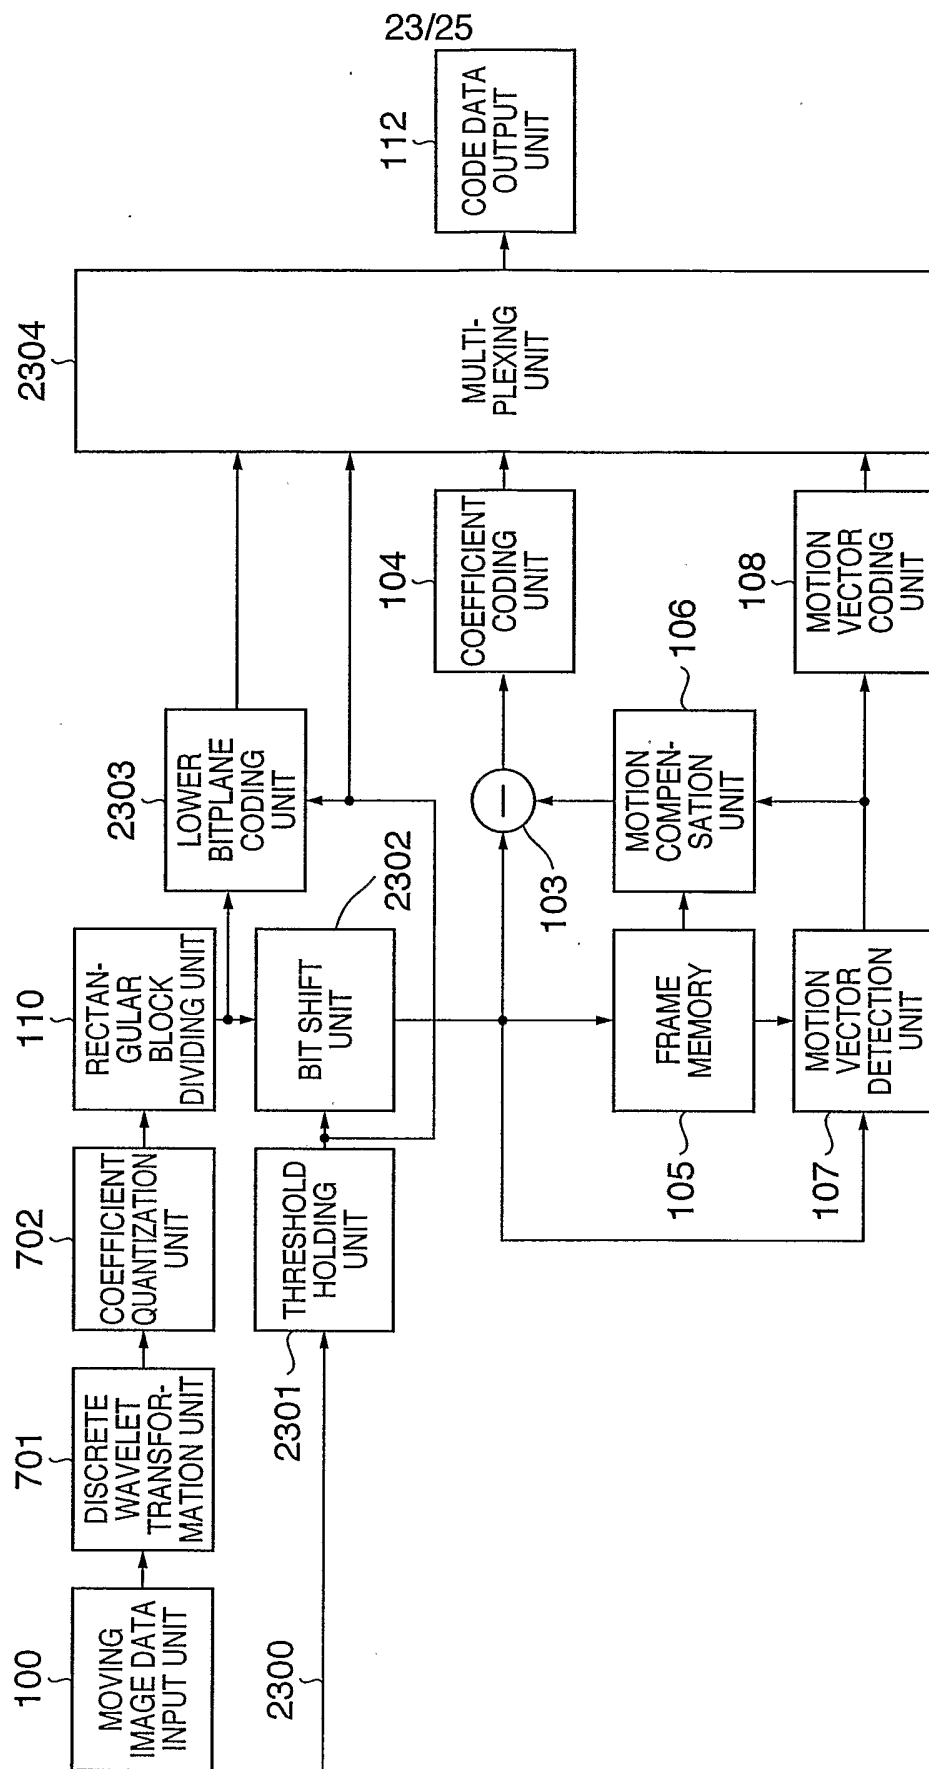 23/25
100
MOVING
IMAGE DATA
INPUT UNIT
701
DISCRETE
WAVELET
TRANSFOR-
MATION UNIT
702
COEFFICIENT
QUANTIZATION
UNIT
110
RECTAN-
GULAR
BLOCK
DIVIDING UNIT
2300
2301
THRESHOLD
HOLDING
UNIT
BIT SHIFT
UNIT
2302
2303
LOWER
BITPLANE
CODING
UNIT
103
—
104
COEFFICIENT
CODING
UNIT
105
FRAME
MEMORY
106
MOTION
COMPEN-
SATION
UNIT
107
MOTION
VECTOR
DETECTION
UNIT
108
MOTION
VECTOR
CODING
UNIT
2304
MULTI-
PLEXING
UNIT
112
CODE DATA
OUTPUT
UNIT